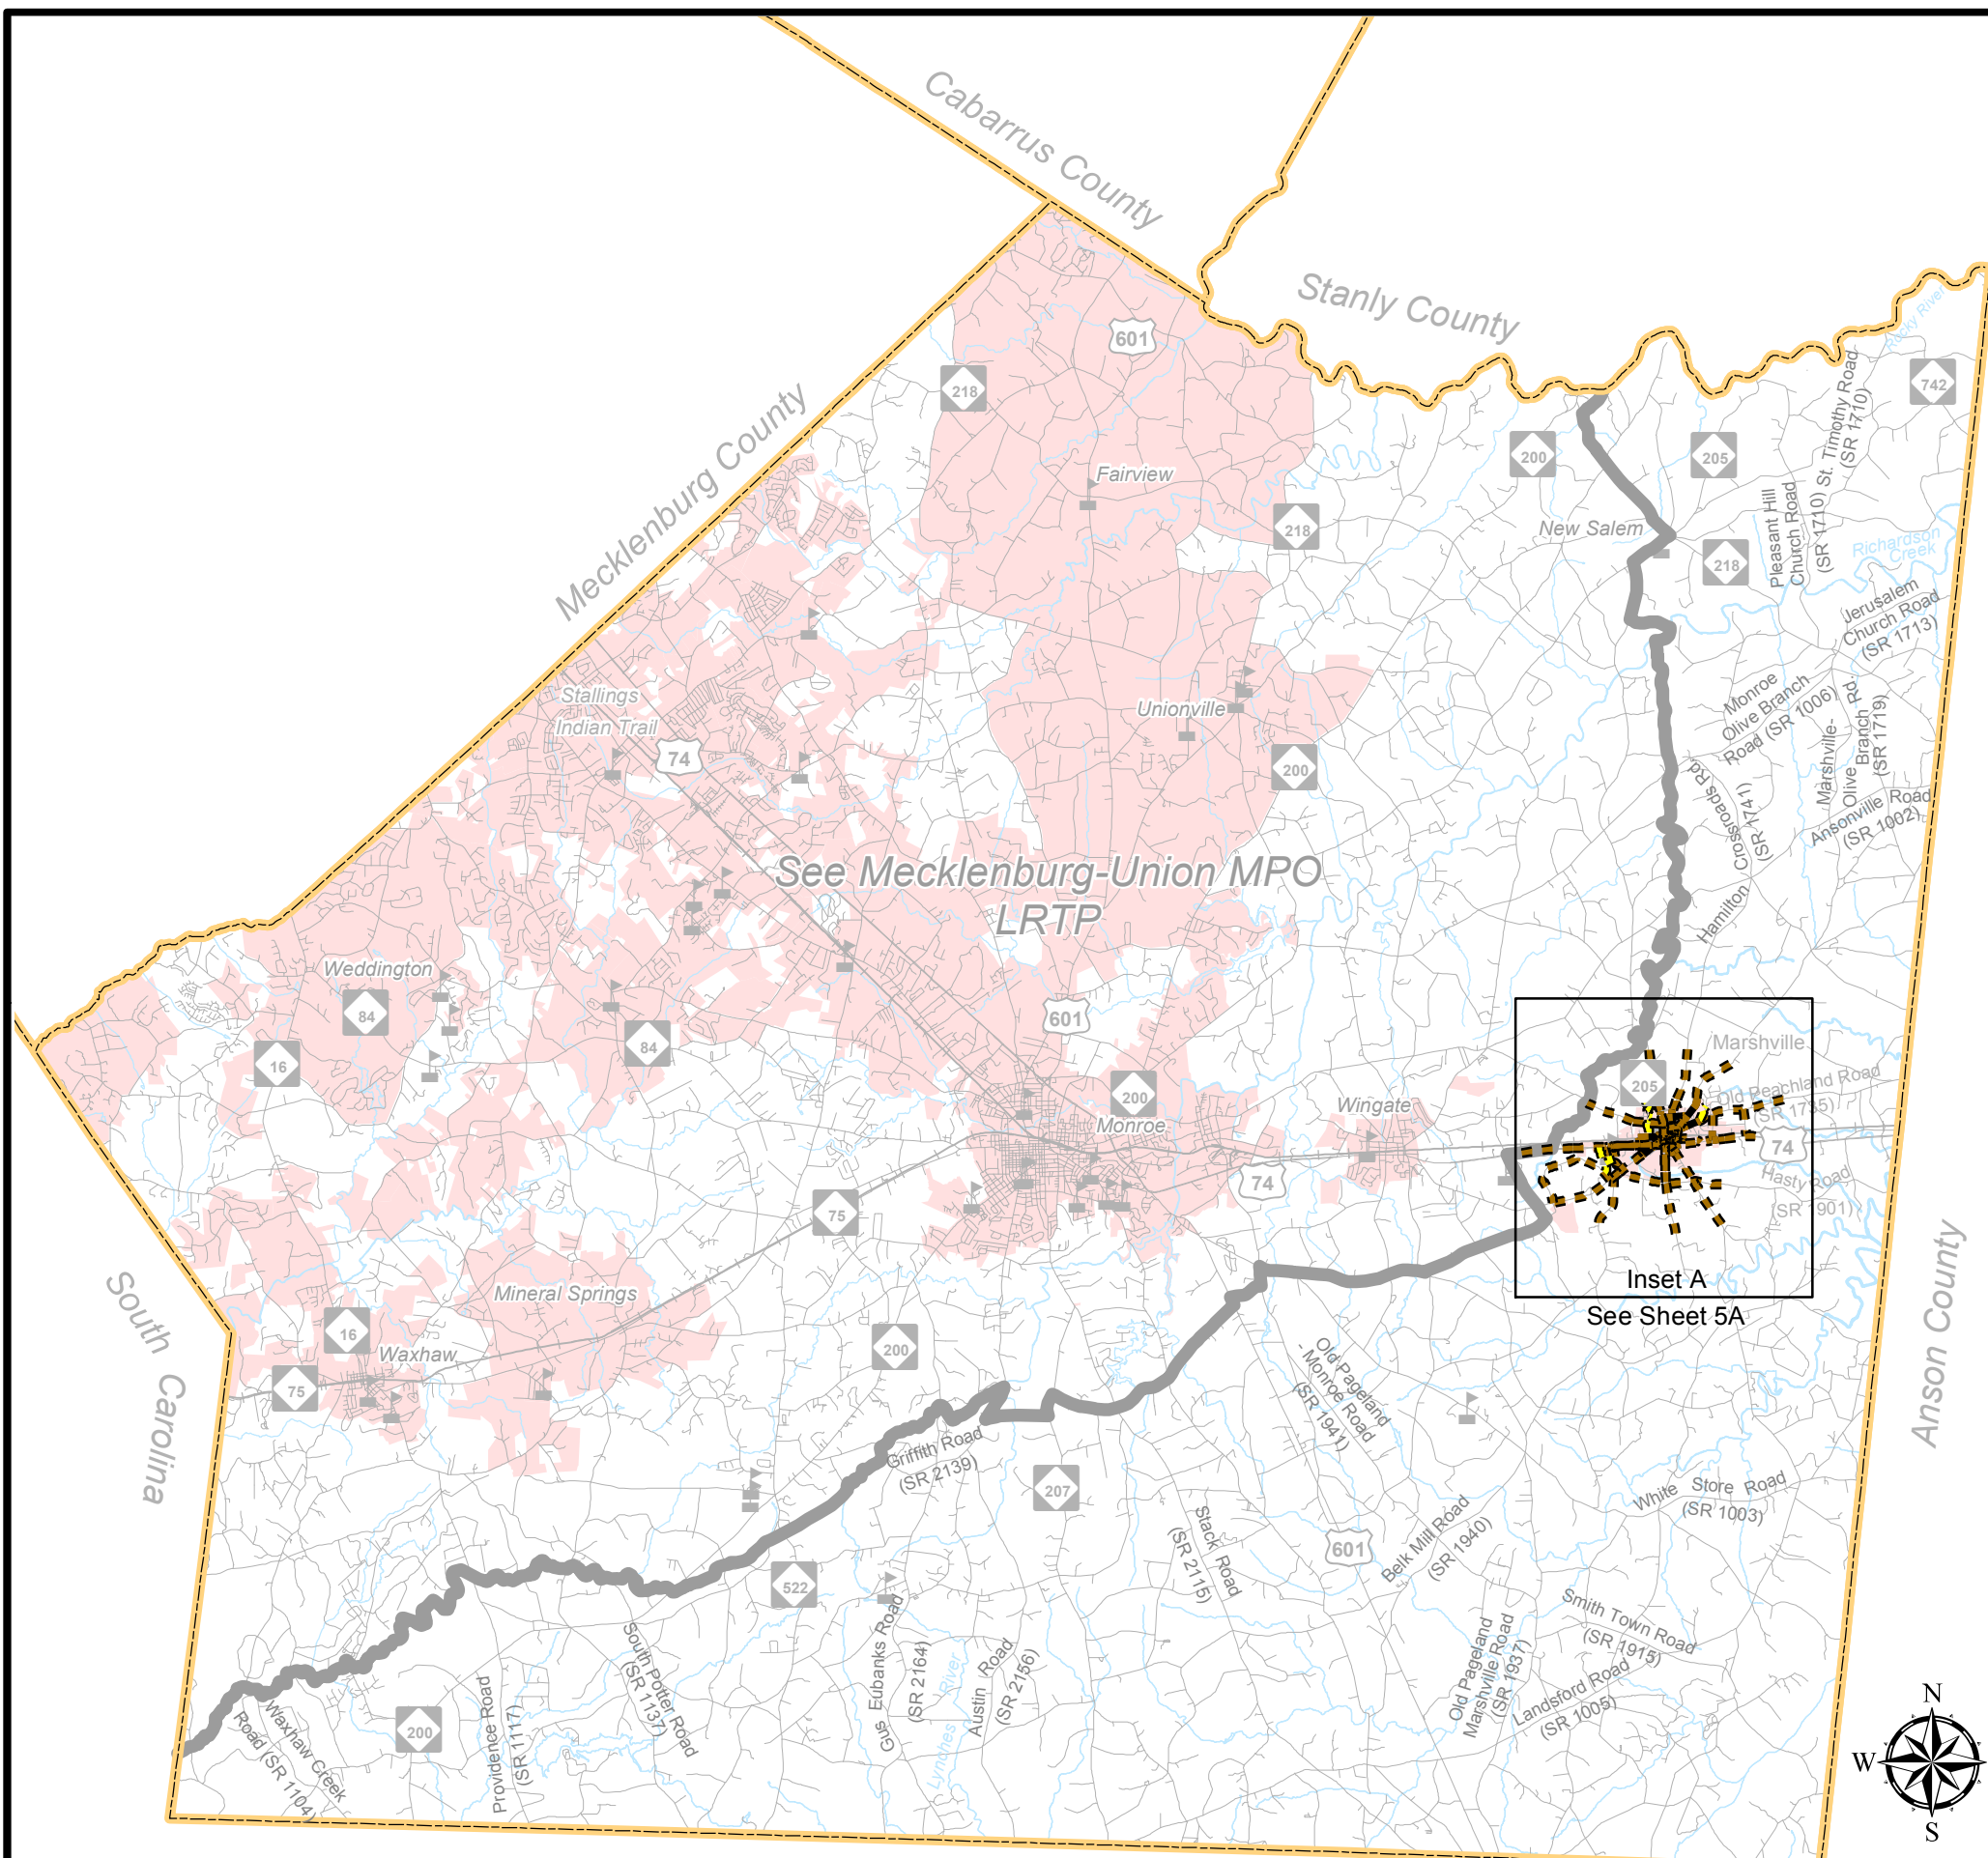 Cabarrus County
Stanly County
Rocky River
601
218
742
Mecklenburg County
200
205
St. Timothy Road
(SR 1710)
Fairview
Pleasant Hill
Church Road
(SR 1710)
New Salem
218
218
Richardson
Creek
Jerusalem
Church Road
(SR 1713)
Stallings
Indian Trail
74
Unionville
200
Monroe
Olive Branch
Road (SR 1006)
Marshville-
Olive Branch Rd.
(SR 1719)
Ansonville Road
(SR 1002)
Hamilton Crossroads Rd
(SR 1741)
See Mecklenburg-Union MPO
LRTP
Weddington
84
16
84
601
200
Monroe
Wingate
Marshville
205
Old Peachland Road
(SR 1735)
74
Hasty Road
(SR 1901)
74
75
Inset A
See Sheet 5A
South Carolina
Anson County
Mineral Springs
16
Waxhaw
75
200
Old Pageland
- Monroe Road
(SR 1941)
Griffith Road
(SR 2139)
207
White Store Road
(SR 1003)
Stack Road
(SR 2115)
601
Belk Mill Road
(SR 1940)
522
Smith Town Road
(SR 1915)
Gus Eubanks Road
(SR 2164)
Lynches River
Austin Road
(SR 2156)
South Potter Road
(SR 1137)
Old Pageland
Marshville Road
(SR 1937)
Landsford Road
(SR 1005)
Waxhaw Creek
Road (SR 1104)
200
Providence Road
(SR 1117)
N
W
S